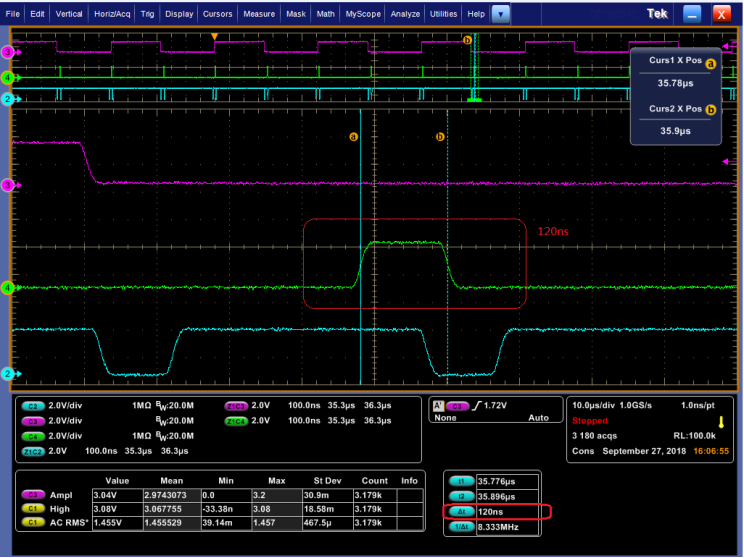 File Edit Vertical Horiz/Acq Trig Display Cursors Measure Mask Math MyScope Analyze Utilities Help Tek X
b
Curs1 X Pos a
35.78µs
Curs2 X Pos b
35.9µs
3
4
2
a b
3
120ns
4
2
C2 2.0V/div 1MΩ BW:20.0M
C3 2.0V/div BW:20.0M
C4 2.0V/div 1MΩ BW:20.0M
Z1C2 2.0V 100.0ns 35.3µs 36.3µs
Z1C3 2.0V 100.0ns 35.3µs 36.3µs
Z1C4 2.0V 100.0ns 35.3µs 36.3µs
A' C3 1.72V
None Auto
10.0µs/div 1.0GS/s 1.0ns/pt
Stopped
3 180 acqs RL:100.0k
Cons September 27, 2018 16:06:55
Value Mean Min Max St Dev Count Info
C3 Ampl 3.04V 2.9743073 0.0 3.2 30.9m 3.179k
C1 High 3.08V 3.067755 -33.38n 3.08 18.58m 3.179k
C1 AC RMS* 1.455V 1.455529 39.14m 1.457 467.5µ 3.179k
t1 35.776µs
t2 35.896µs
Δt 120ns
1/Δt 8.333MHz